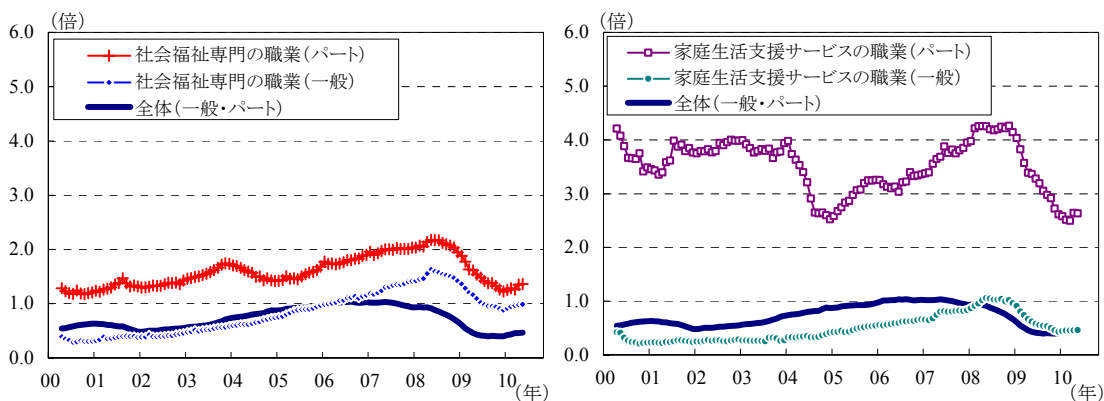 (倍)
6.0
5.0
4.0
3.0
2.0
1.0
0.0
社会福祉専門の職業(パート)
社会福祉専門の職業(一般)
全体(一般・パート)
00 01 02 03 04 05 06 07 08 09 10
(年)
(倍)
6.0
5.0
4.0
3.0
2.0
1.0
0.0
家庭生活支援サービスの職業(パート)
家庭生活支援サービスの職業(一般)
全体(一般・パート)
00 01 02 03 04 05 06 07 08 09 10
(年)